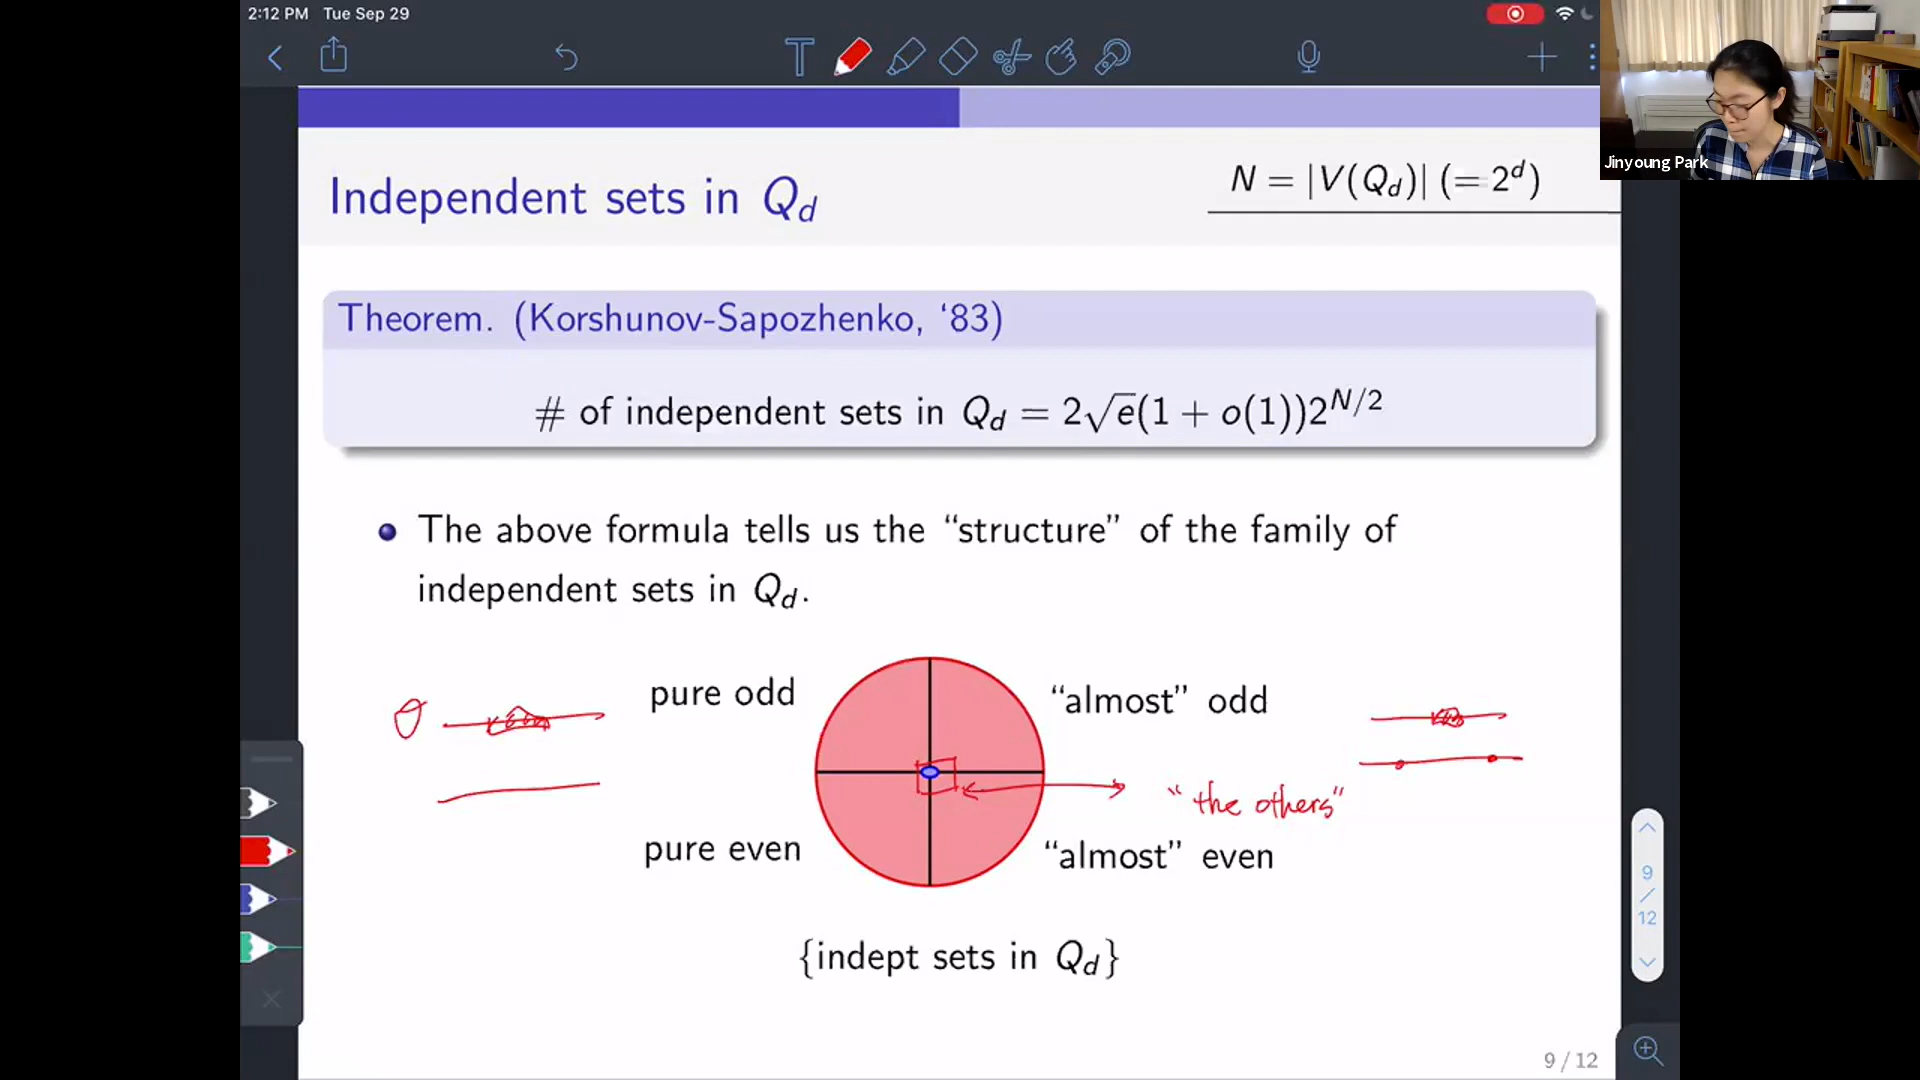 2:12 PM Tue Sep 29
Jinyoung Park
Independent sets in Q_d
N = |V(Q_d)| (= 2^d)
Theorem. (Korshunov-Sapozhenko, ‘83)
# of independent sets in Q_d = 2√e(1 + o(1))2^{N/2}
The above formula tells us the “structure” of the family of
independent sets in Q_d.
pure odd
“almost” odd
“the others”
pure even
“almost” even
{indept sets in Q_d}
9
/
12
9 / 12